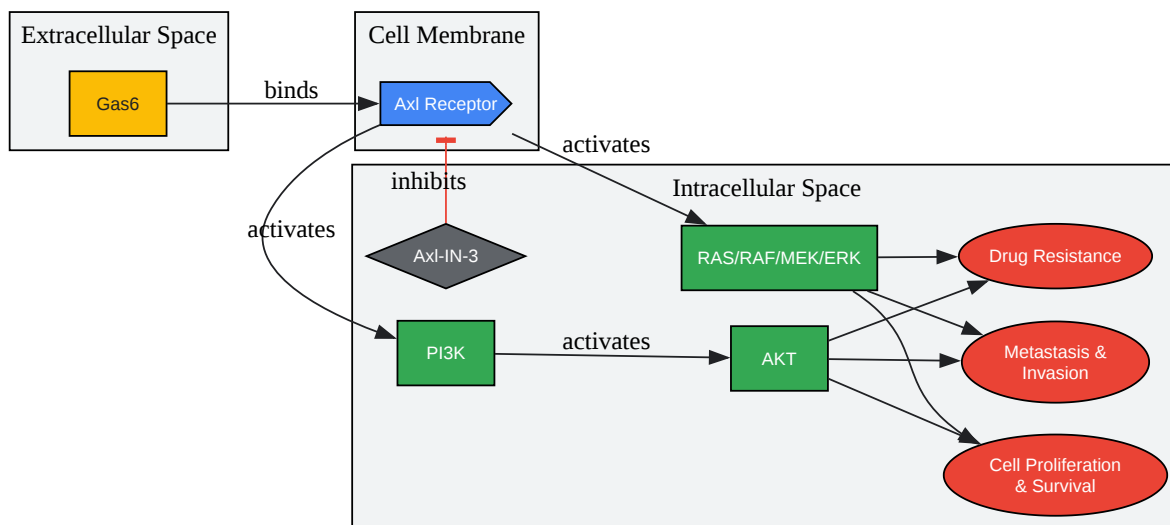 Extracellular Space
Cell Membrane
Gas6
binds
Axl Receptor
activates
inhibits
Intracellular Space
activates
Axl-IN-3
RAS/RAF/MEK/ERK
Drug Resistance
PI3K
activates
AKT
Metastasis &
Invasion
Cell Proliferation
& Survival